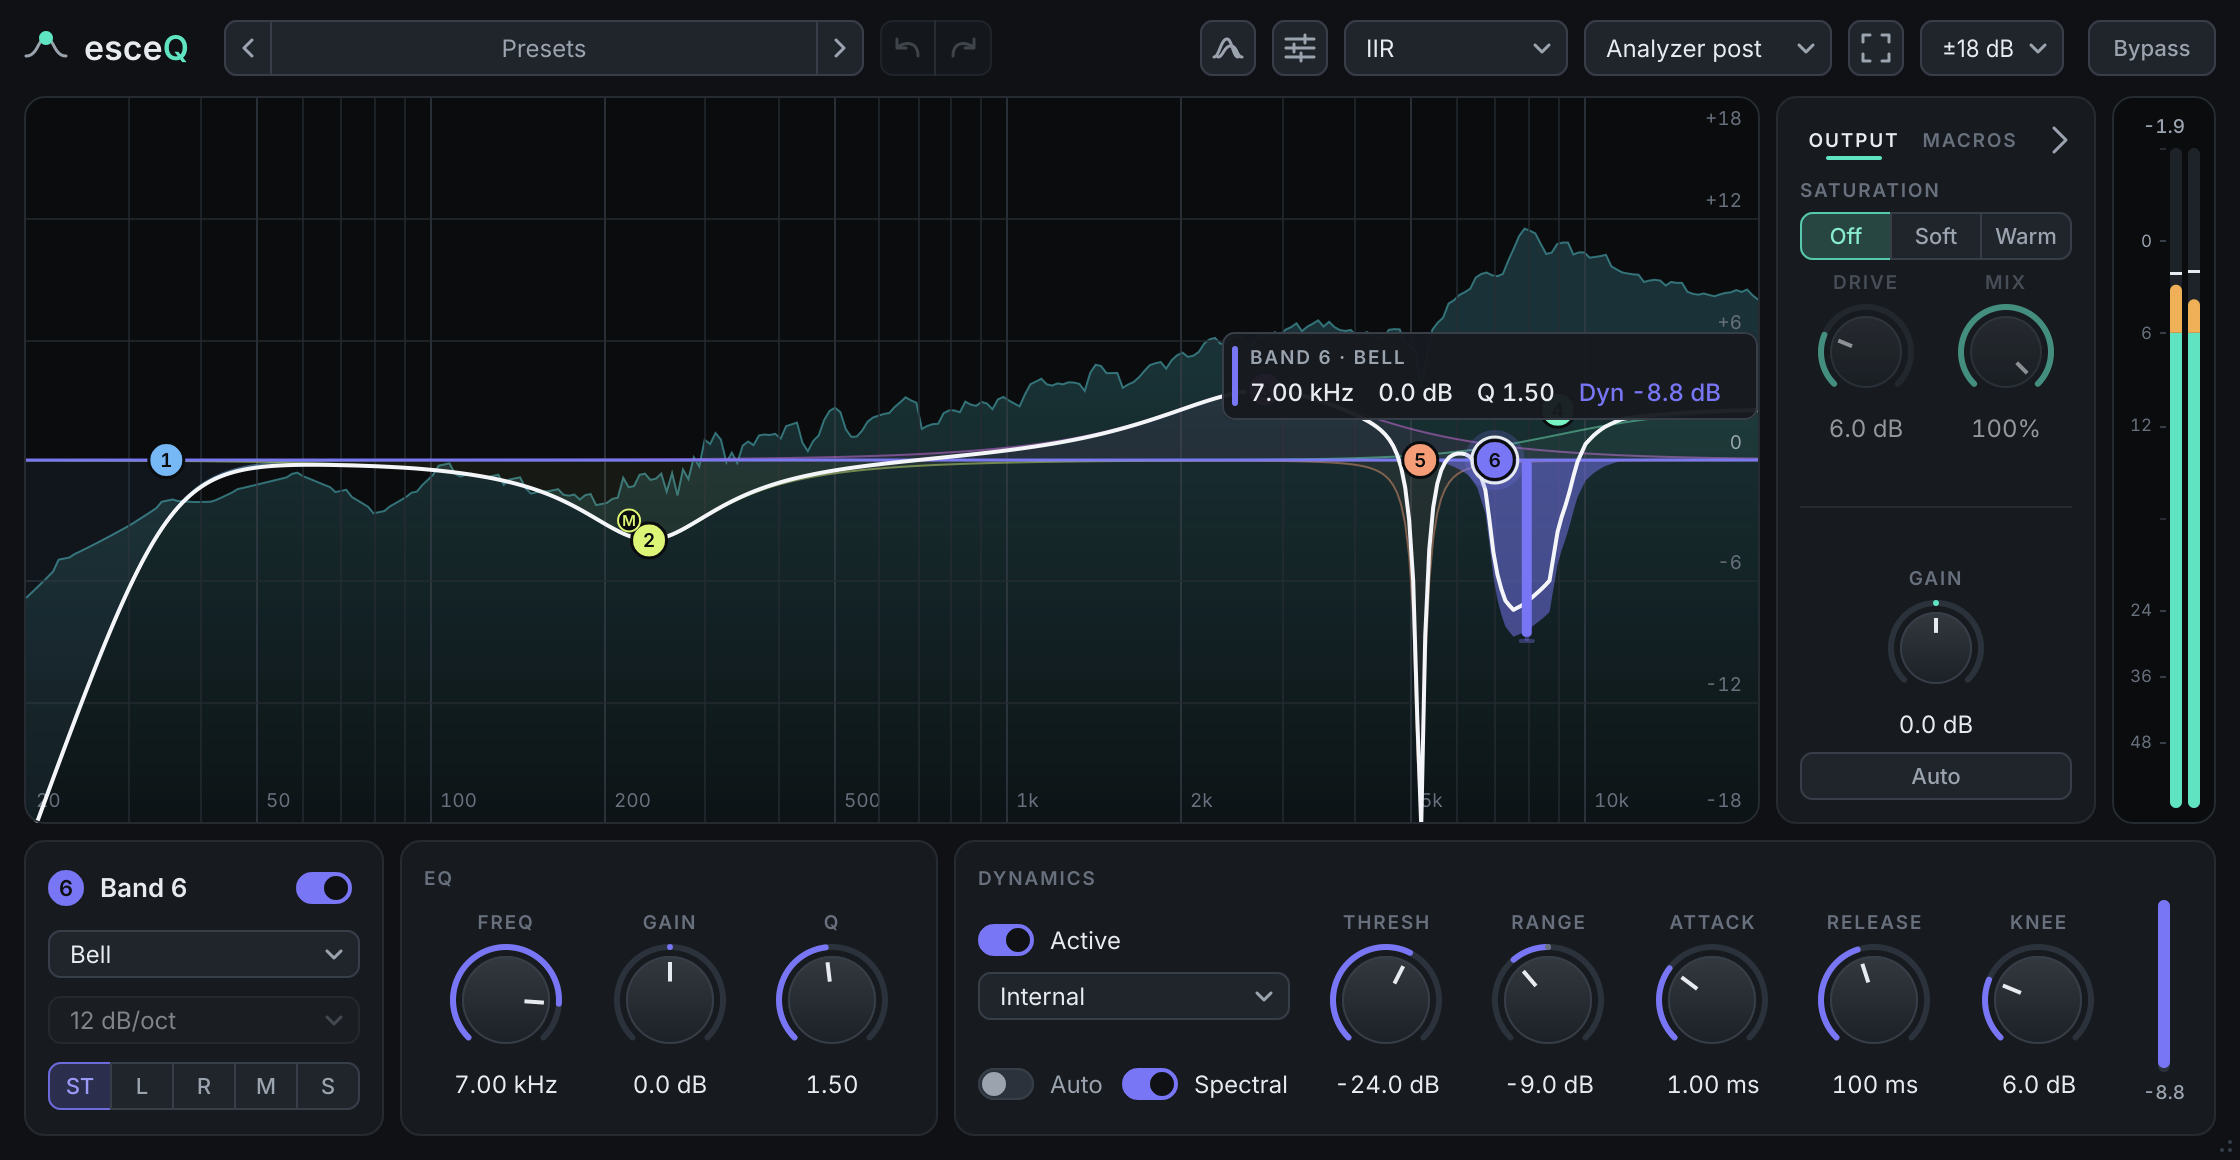 esceQ
Presets
IIR
Analyzer post
±18 dB
Bypass
+18
+12
+6
0
-6
-12
-18
BAND 6 · BELL
7.00 kHz 0.0 dB Q 1.50 Dyn -8.8 dB
1
M
2
5
6
4
20 50 100 200 500 1k 2k 5k 10k
OUTPUT MACROS
SATURATION
Off Soft Warm
DRIVE MIX
6.0 dB 100%
GAIN
0.0 dB
Auto
-1.9
0
6
12
24
36
48
6 Band 6
Bell
12 dB/oct
ST L R M S
EQ
FREQ GAIN Q
7.00 kHz 0.0 dB 1.50
DYNAMICS
Active
Internal
Auto Spectral
THRESH RANGE ATTACK RELEASE KNEE
-24.0 dB -9.0 dB 1.00 ms 100 ms 6.0 dB
-8.8